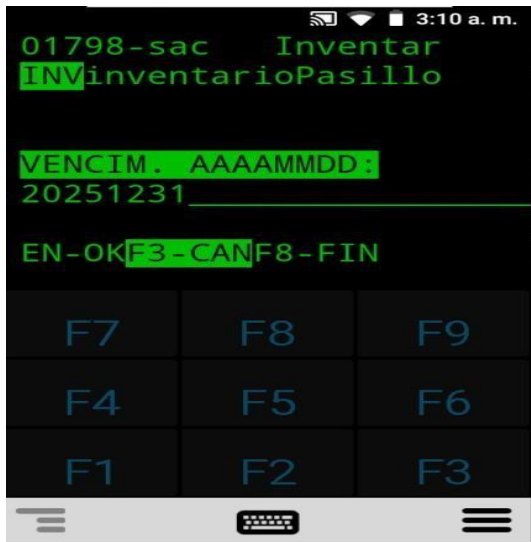 3:10 a. m.
01798-sac Inventar
INVinventarioPasillo
VENCIM. AAAAMMDD:
20251231
EN-OKF3-CANF8-FIN
F7 F8 F9
F4 F5 F6
F1 F2 F3